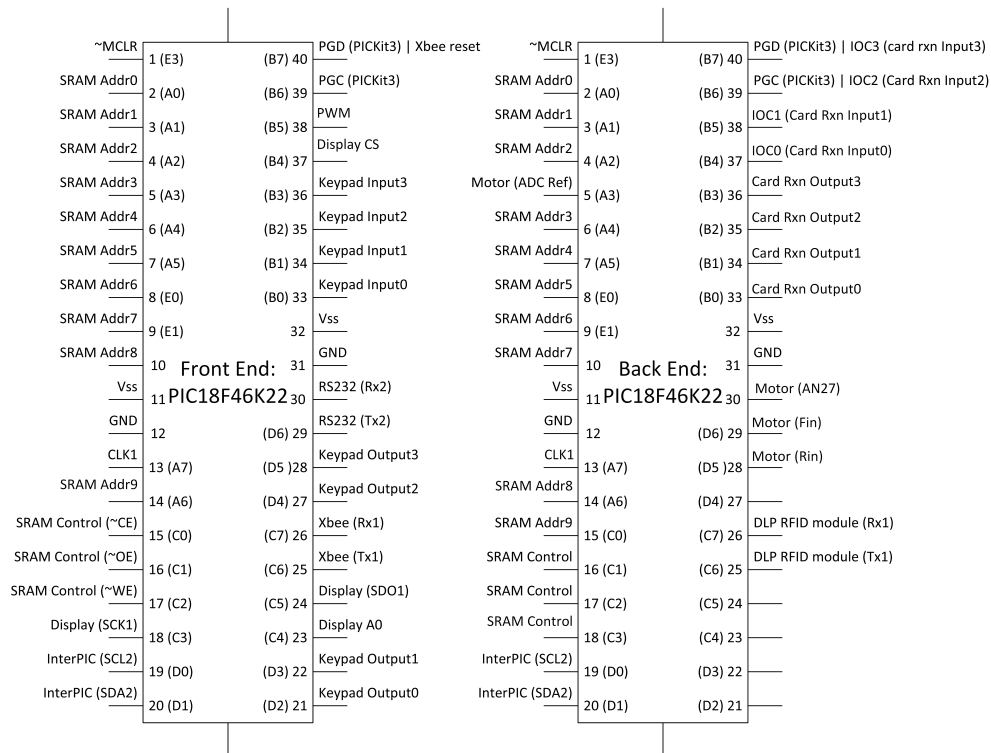 ~MCLR
1 (E3)
SRAM Addr0
2 (A0)
SRAM Addr1
3 (A1)
SRAM Addr2
4 (A2)
SRAM Addr3
5 (A3)
SRAM Addr4
6 (A4)
SRAM Addr5
7 (A5)
SRAM Addr6
8 (E0)
SRAM Addr7
9 (E1)
SRAM Addr8
10
Vss
11
GND
12
CLK1
13 (A7)
SRAM Addr9
14 (A6)
SRAM Control (~CE)
15 (C0)
SRAM Control (~OE)
16 (C1)
SRAM Control (~WE)
17 (C2)
Display (SCK1)
18 (C3)
InterPIC (SCL2)
19 (D0)
InterPIC (SDA2)
20 (D1)
Front End:
PIC18F46K22
PGD (PICKit3) | Xbee reset
(B7) 40
PGC (PICKit3)
(B6) 39
PWM
(B5) 38
Display CS
(B4) 37
Keypad Input3
(B3) 36
Keypad Input2
(B2) 35
Keypad Input1
(B1) 34
Keypad Input0
(B0) 33
Vss
32
GND
31
RS232 (Rx2)
30
RS232 (Tx2)
(D6) 29
Keypad Output3
(D5 )28
Keypad Output2
(D4) 27
Xbee (Rx1)
(C7) 26
Xbee (Tx1)
(C6) 25
Display (SDO1)
(C5) 24
Display A0
(C4) 23
Keypad Output1
(D3) 22
Keypad Output0
(D2) 21
~MCLR
1 (E3)
SRAM Addr0
2 (A0)
SRAM Addr1
3 (A1)
SRAM Addr2
4 (A2)
Motor (ADC Ref)
5 (A3)
SRAM Addr3
6 (A4)
SRAM Addr4
7 (A5)
SRAM Addr5
8 (E0)
SRAM Addr6
9 (E1)
SRAM Addr7
10
Vss
11
GND
12
CLK1
13 (A7)
SRAM Addr8
14 (A6)
SRAM Addr9
15 (C0)
SRAM Control
16 (C1)
SRAM Control
17 (C2)
SRAM Control
18 (C3)
InterPIC (SCL2)
19 (D0)
InterPIC (SDA2)
20 (D1)
Back End:
PIC18F46K22
PGD (PICKit3) | IOC3 (card rxn Input3)
(B7) 40
PGC (PICKit3) | IOC2 (Card Rxn Input2)
(B6) 39
IOC1 (Card Rxn Input1)
(B5) 38
IOC0 (Card Rxn Input0)
(B4) 37
Card Rxn Output3
(B3) 36
Card Rxn Output2
(B2) 35
Card Rxn Output1
(B1) 34
Card Rxn Output0
(B0) 33
Vss
32
GND
31
Motor (AN27)
30
Motor (Fin)
(D6) 29
Motor (Rin)
(D5 )28
(D4) 27
DLP RFID module (Rx1)
(C7) 26
DLP RFID module (Tx1)
(C6) 25
(C5) 24
(C4) 23
(D3) 22
(D2) 21